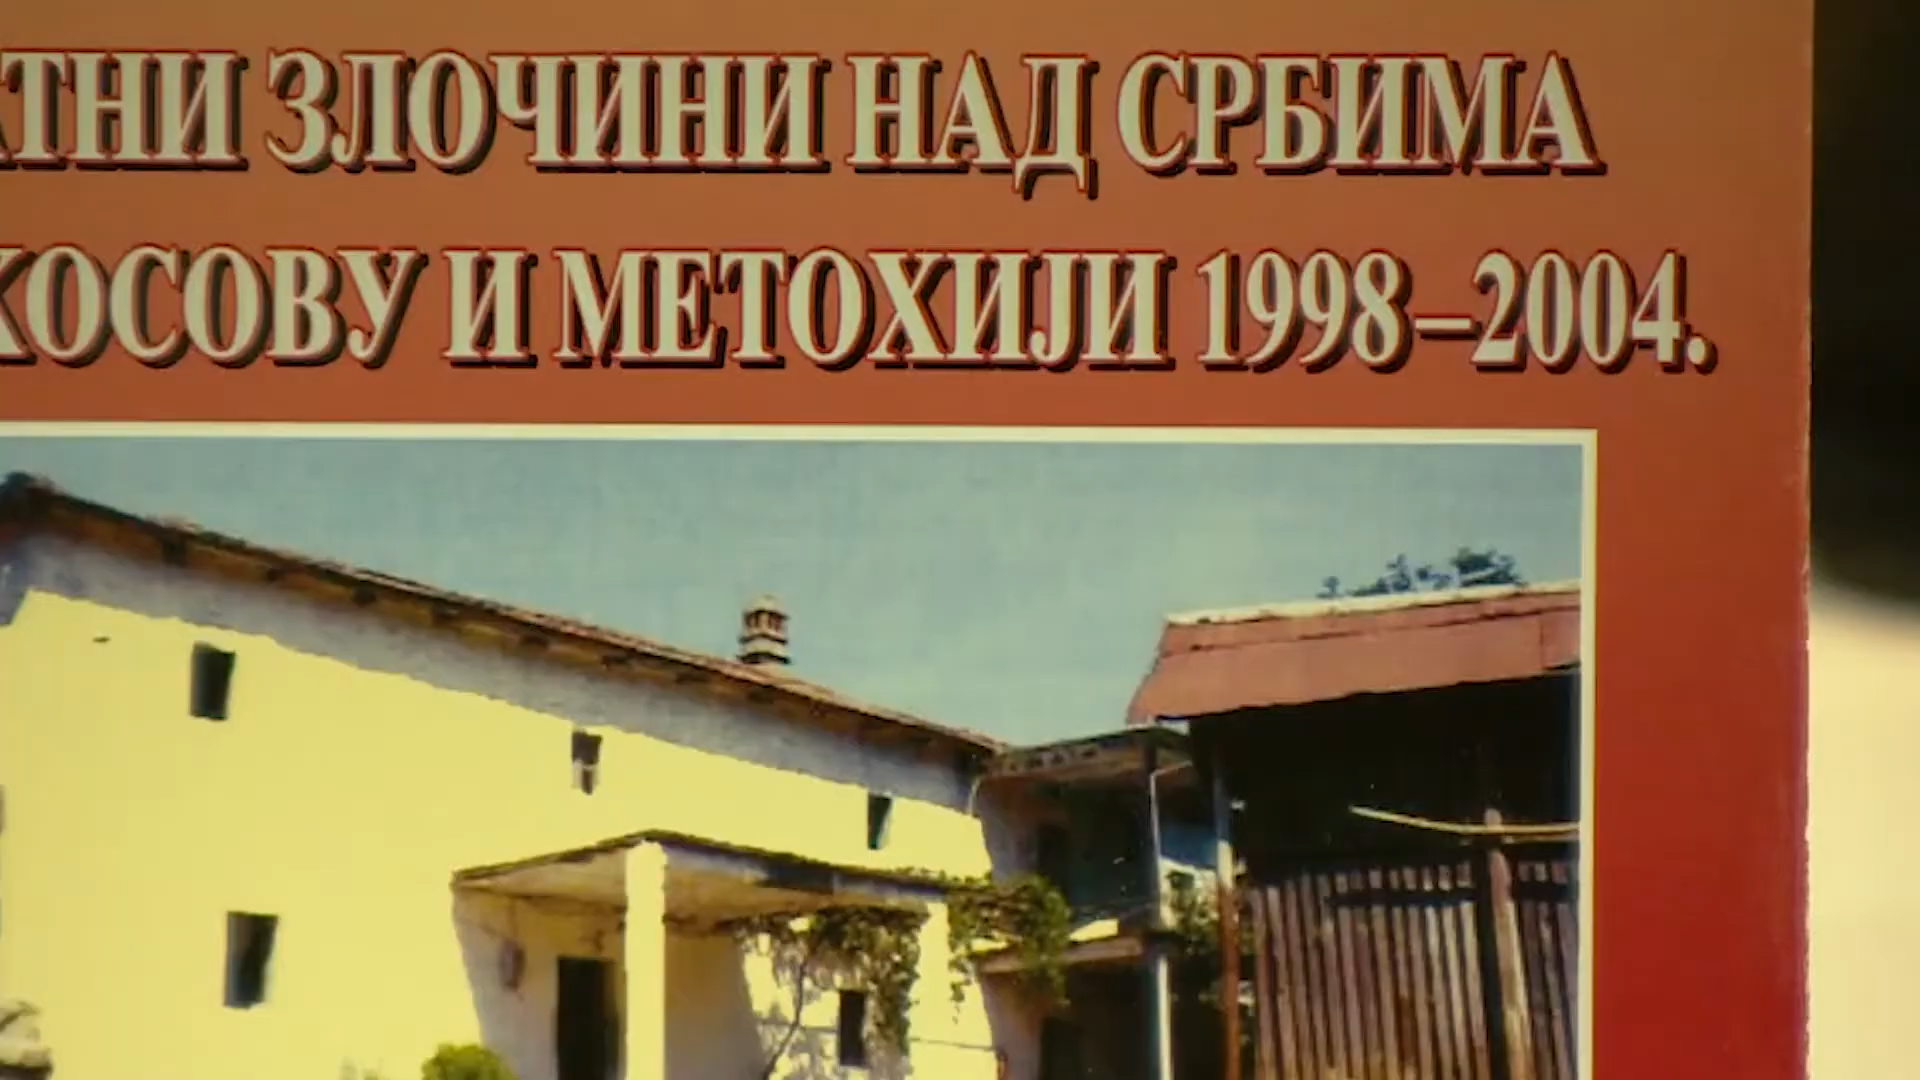 ТНИ ЗЛОЧИНИ НАД СРБИМА
КОСОВУ И МЕТОХИЈИ 1998–2004.